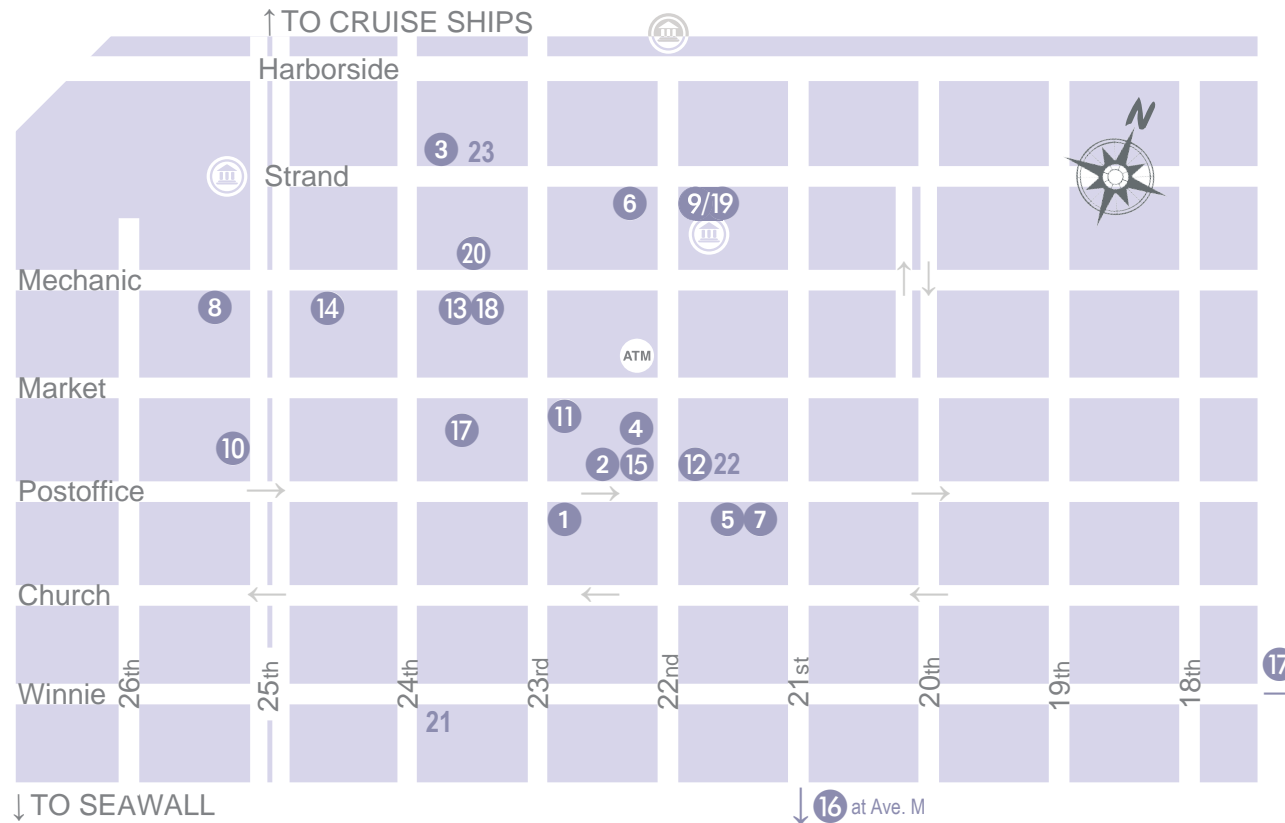 ↑ TO CRUISE SHIPS
Harborside
N
3 23
Strand
6 9/19
20
Mechanic
8 14 13 18
ATM
Market
11
17 4
10 2 15 12 22
Postoffice
1 5 7
Church
26th 25th 24th 23rd 22nd 21st 20th 19th 18th
17
Winnie
21
↓ TO SEAWALL
↓ 16 at Ave. M